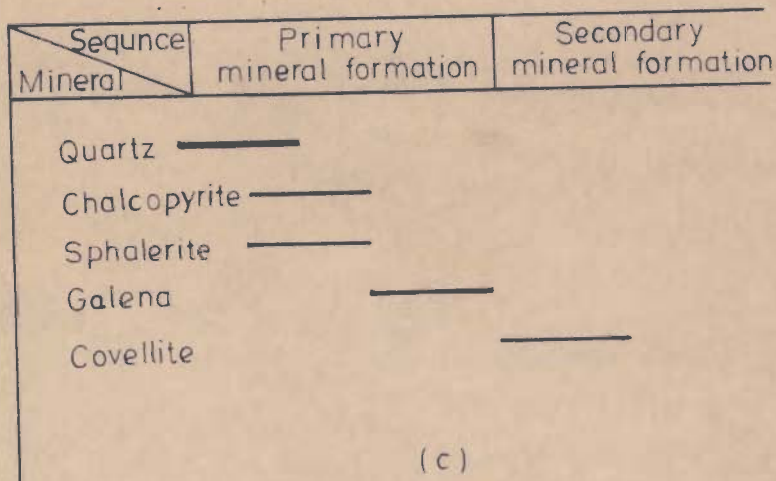 Sequnce
Mineral
Primary
mineral formation
Secondary
mineral formation
Quartz
Chalcopyrite
Sphalerite
Galena
Covellite
(c)